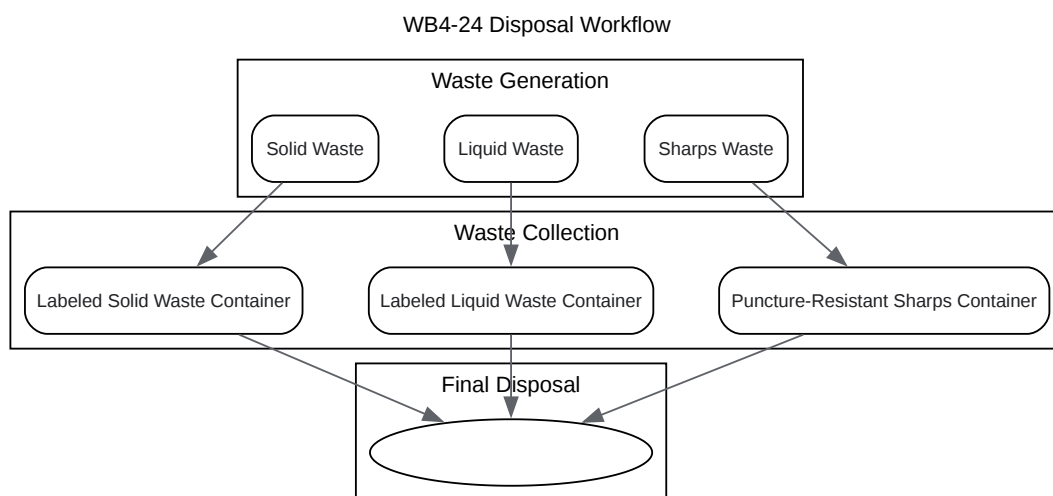 WB4-24 Disposal Workflow
Waste Generation
Solid Waste
Liquid Waste
Sharps Waste
Waste Collection
Labeled Solid Waste Container
Labeled Liquid Waste Container
Puncture-Resistant Sharps Container
Final Disposal